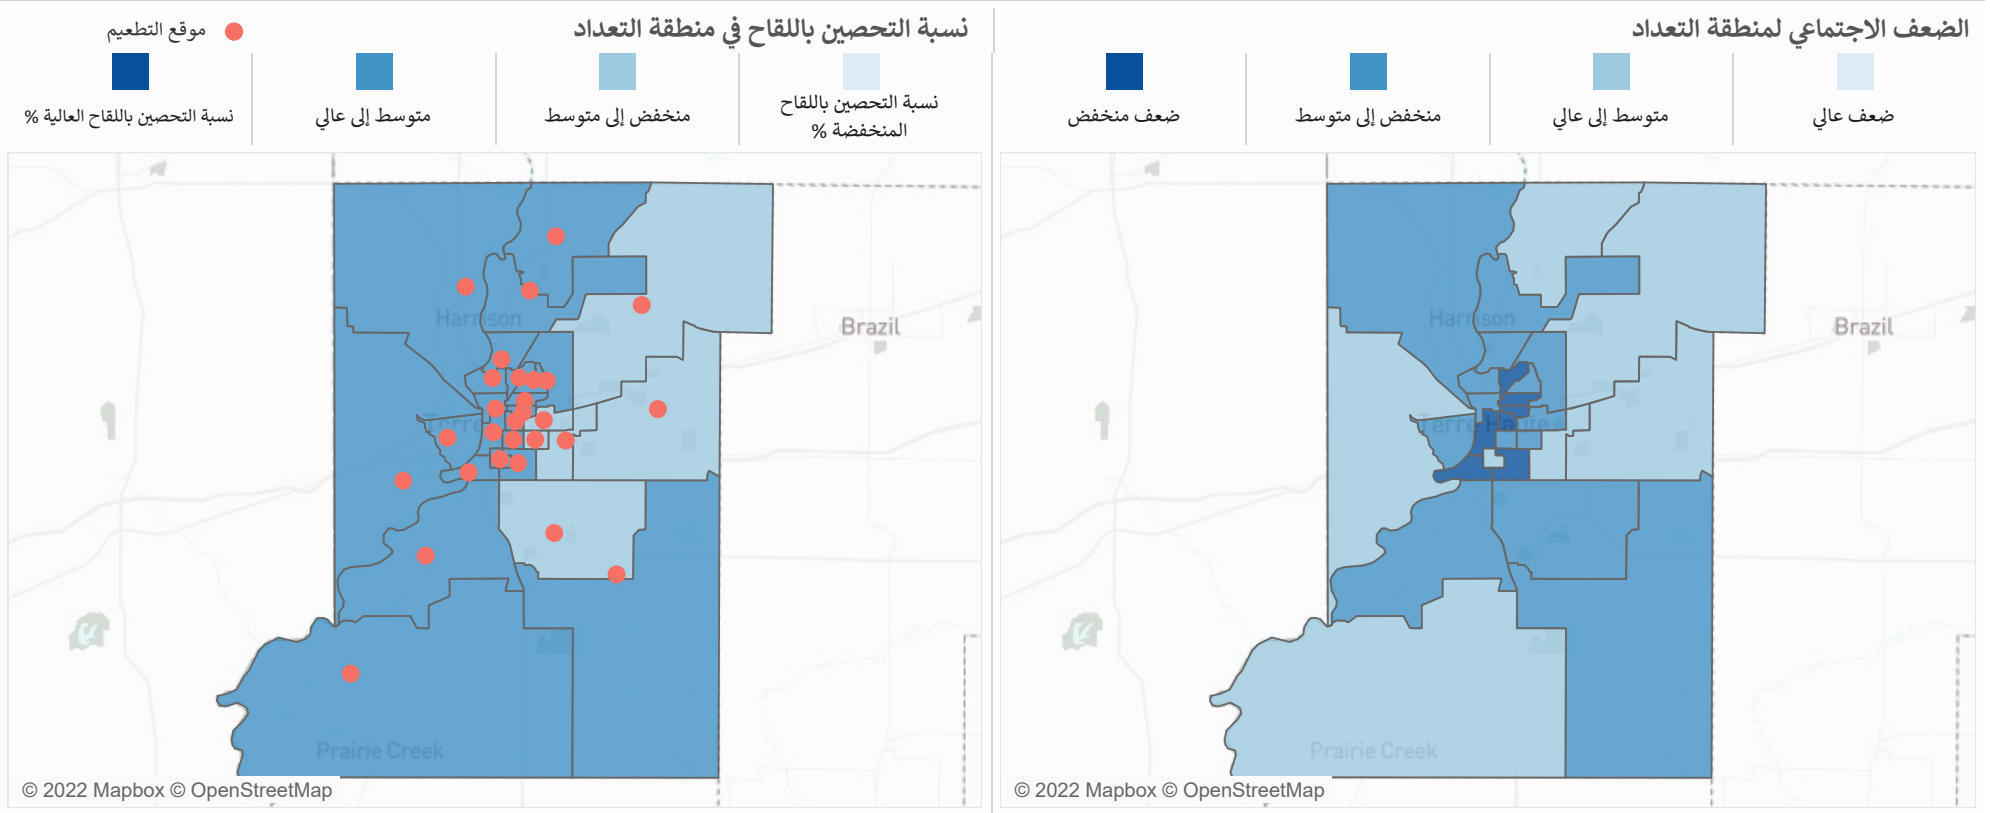 الضعف الاجتماعي لمنطقة التعداد
ضعف عالي
متوسط إلى عالي
منخفض إلى متوسط
ضعف منخفض
Harrison
Brazil
Terre Haute
Prairie Creek
© 2022 Mapbox © OpenStreetMap
نسبة التحصين باللقاح في منطقة التعداد
موقع التطعيم
نسبة التحصين باللقاح
المنخفضة %
منخفض إلى متوسط
متوسط إلى عالي
نسبة التحصين باللقاح العالية %
Harrison
Brazil
Terre
Prairie Creek
© 2022 Mapbox © OpenStreetMap